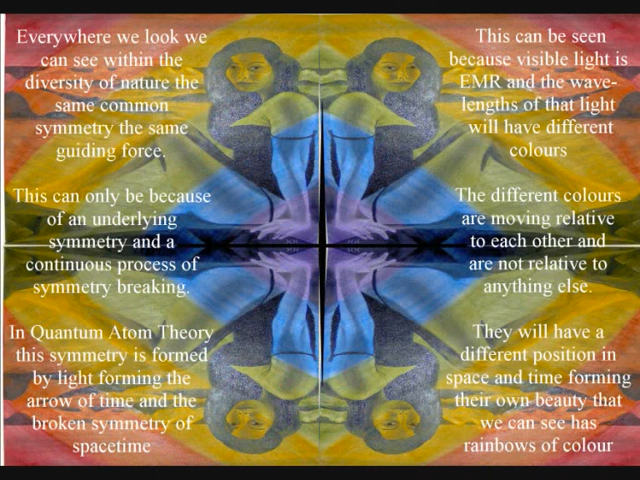 Everywhere we look we
can see within the
diversity of nature the
same common
symmetry the same
guiding force.
This can only be because
of an underlying
symmetry and a
continuous process of
symmetry breaking.
In Quantum Atom Theory
this symmetry is formed
by light forming the
arrow of time and the
broken symmetry of
spacetime
This can be seen
because visible light is
EMR and the wave-
lengths of that light
will have different
colours
The different colours
are moving relative
to each other and
are not relative to
anything else.
They will have a
different position in
space and time forming
their own beauty that
we can see has
rainbows of colour